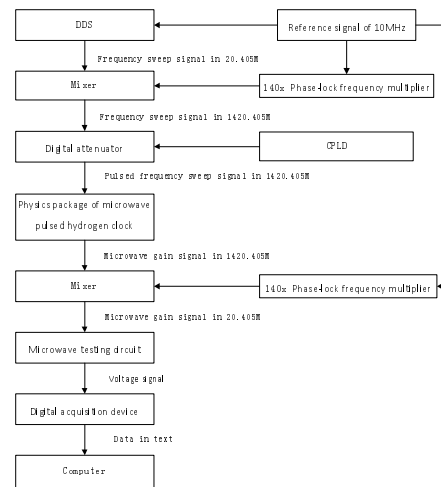 DDS
Reference signal of 10MHz
Frequency sweep signal in 20.405M
Mixer
140x Phase-lock frequency multiplier
Frequency sweep signal in 1420.405M
Digital attenuator
CPLD
Pulsed frequency sweep signal in 1420.405M
Physics package of microwave
pulsed hydrogen clock
Microwave gain signal in 1420.405M
Mixer
140x Phase-lock frequency multiplier
Microwave gain signal in 20.405M
Microwave testing circuit
Voltage signal
Digital acquisition device
Data in text
Computer